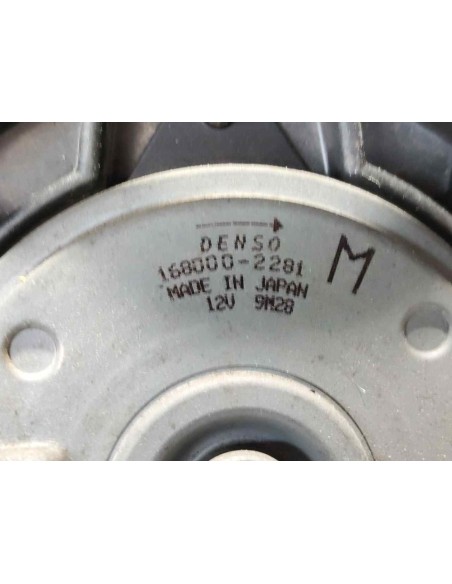 DENSO
168000-2281
MADE IN JAPAN
12V 9M28
M